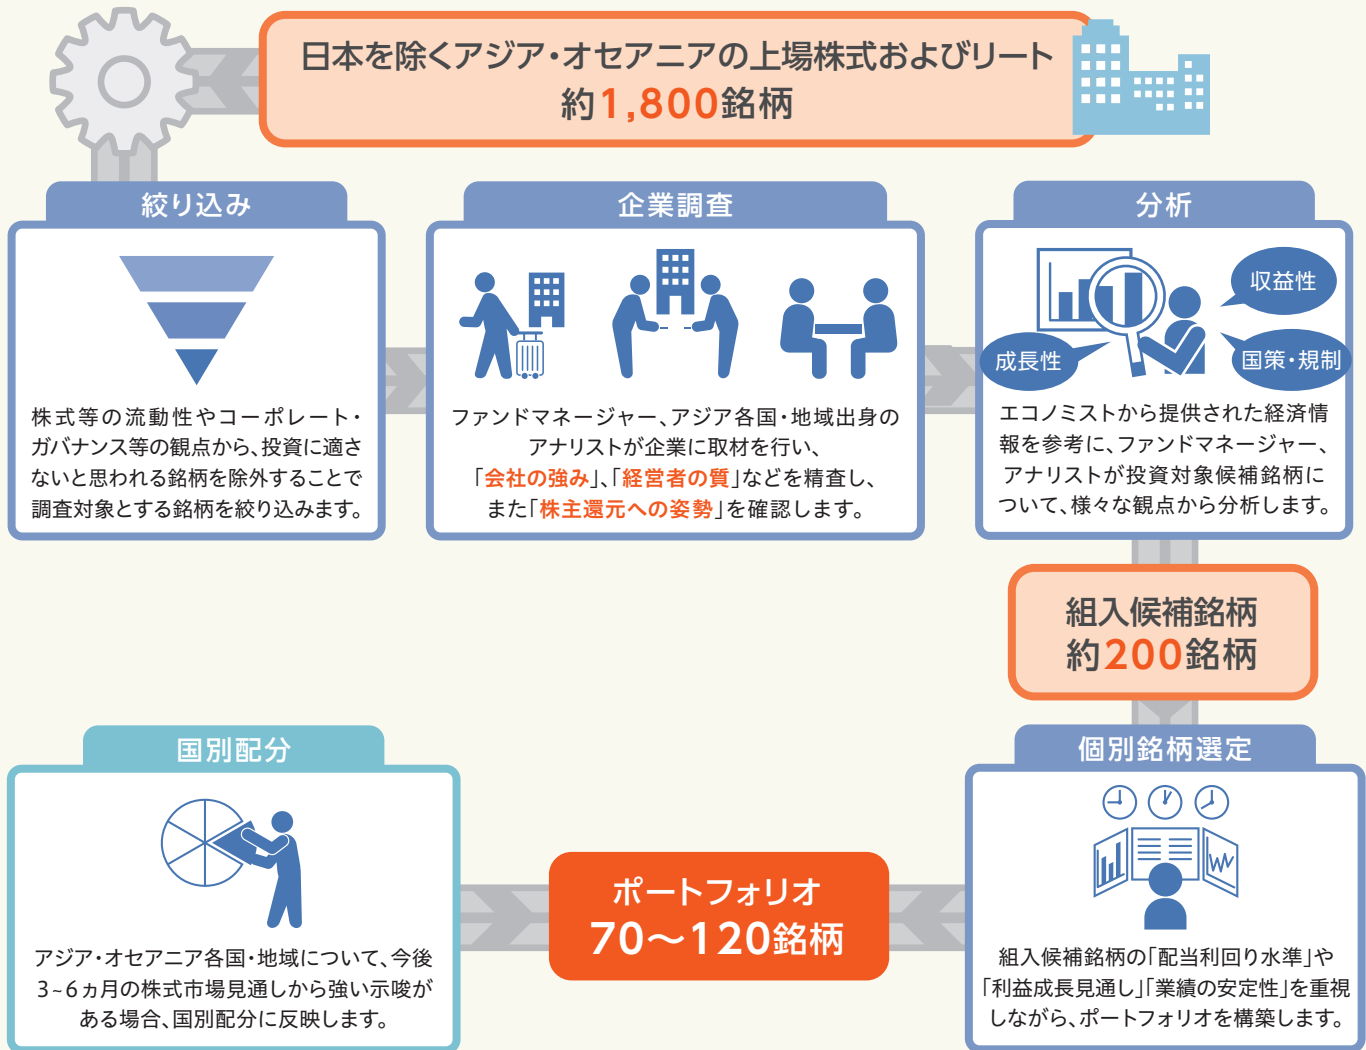 日本を除くアジア・オセアニアの上場株式およびリート
約1,800銘柄
絞り込み
株式等の流動性やコーポレート・
ガバナンス等の観点から、投資に適さ
ないと思われる銘柄を除外することで
調査対象とする銘柄を絞り込みます。
企業調査
ファンドマネージャー、アジア各国・地域出身の
アナリストが企業に取材を行い、
「会社の強み」、「経営者の質」などを精査し、
また「株主還元への姿勢」を確認します。
分析
収益性
成長性
国策・規制
エコノミストから提供された経済情
報を参考に、ファンドマネージャー、
アナリストが投資対象候補銘柄に
ついて、様々な観点から分析します。
組入候補銘柄
約200銘柄
個別銘柄選定
組入候補銘柄の「配当利回り水準」や
「利益成長見通し」「業績の安定性」を重視
しながら、ポートフォリオを構築します。
ポートフォリオ
70〜120銘柄
国別配分
アジア・オセアニア各国・地域について、今後
3~6ヵ月の株式市場見通しから強い示唆が
ある場合、国別配分に反映します。